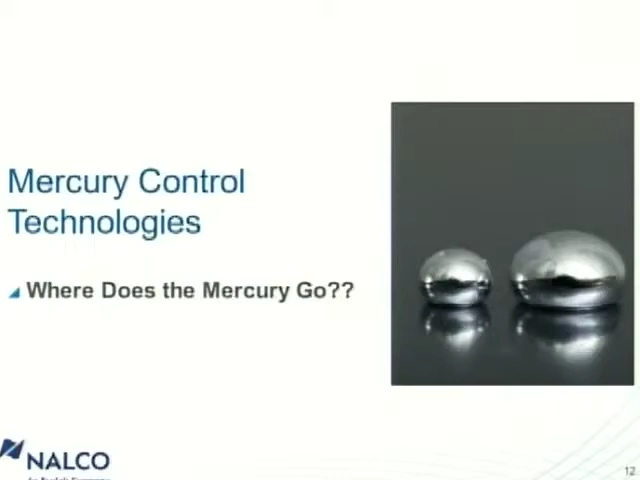 Mercury Control
Technologies
Where Does the Mercury Go??
NALCO
12